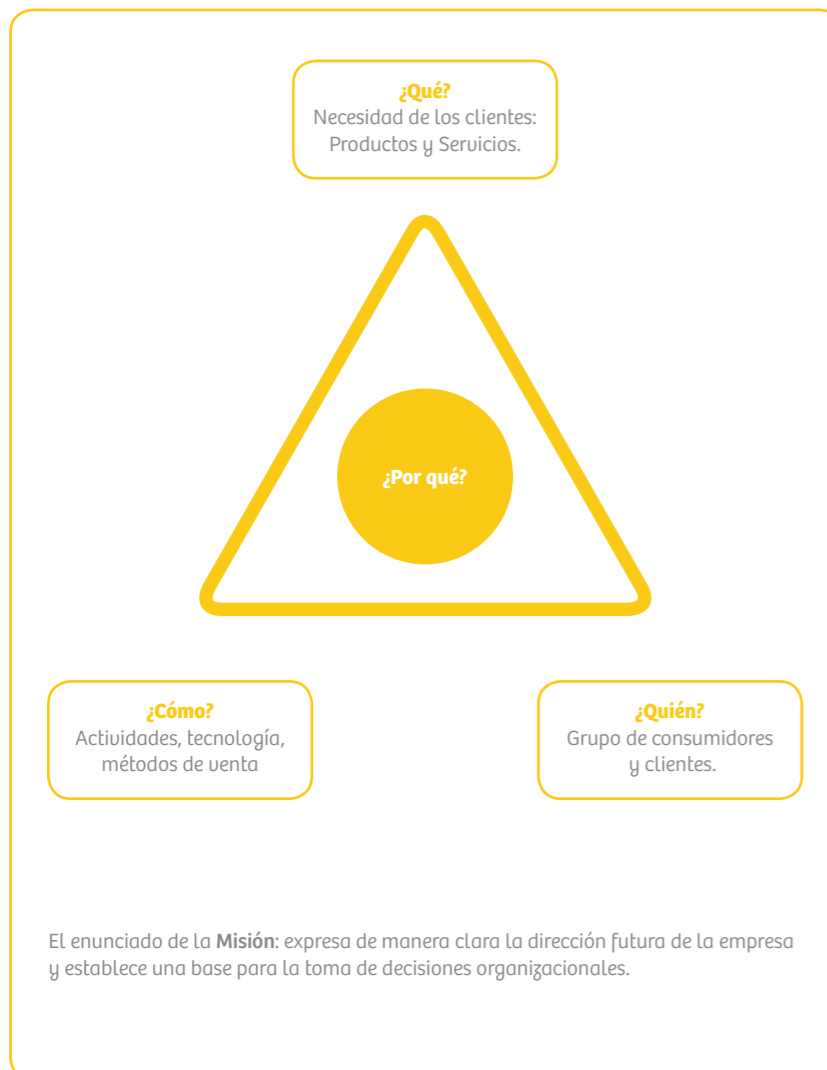 ¿Qué?
Necesidad de los clientes:
Productos y Servicios.
¿Por qué?
¿Cómo?
Actividades, tecnología,
métodos de venta
¿Quién?
Grupo de consumidores
y clientes.
El enunciado de la Misión: expresa de manera clara la dirección futura de la empresa
y establece una base para la toma de decisiones organizacionales.